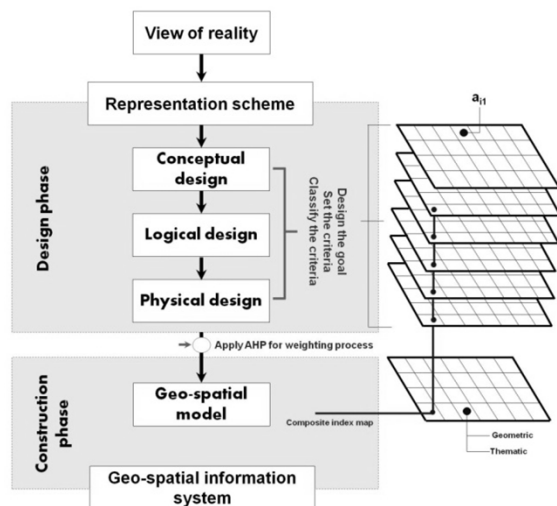 View of reality
Representation scheme
Design phase
Conceptual
design
Logical design
Physical design
Design the goal
Set the criteria
Classify the criteria
ai1
Apply AHP for weighting process
Construction
phase
Geo-spatial
model
Composite index map
Geometric
Thematic
Geo-spatial information
system